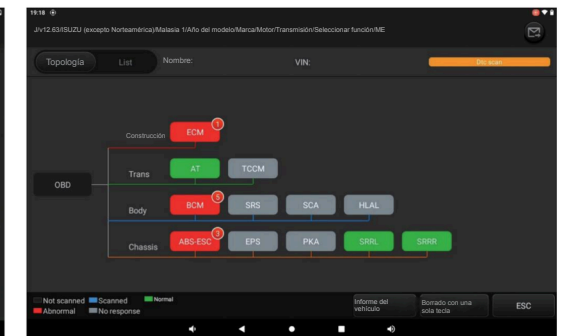 19:18
J/v12.63/ISUZU (excepto Norteamérica)/Malasia 1/Año del modelo/Marca/Motor/Transmisión/Seleccionar función/ME
Topología List Nombre: VIN: Dtc scan
Construcción ECM 1
Trans AT TCCM
OBD
Body BCM 5 SRS SCA HLAL
Chassis ABS-ESC 3 EPS PKA SRRL SRRR
Not scanned Scanned Normal
Abnormal No response
Informe del vehículo
Borrado con una sola tecla
ESC